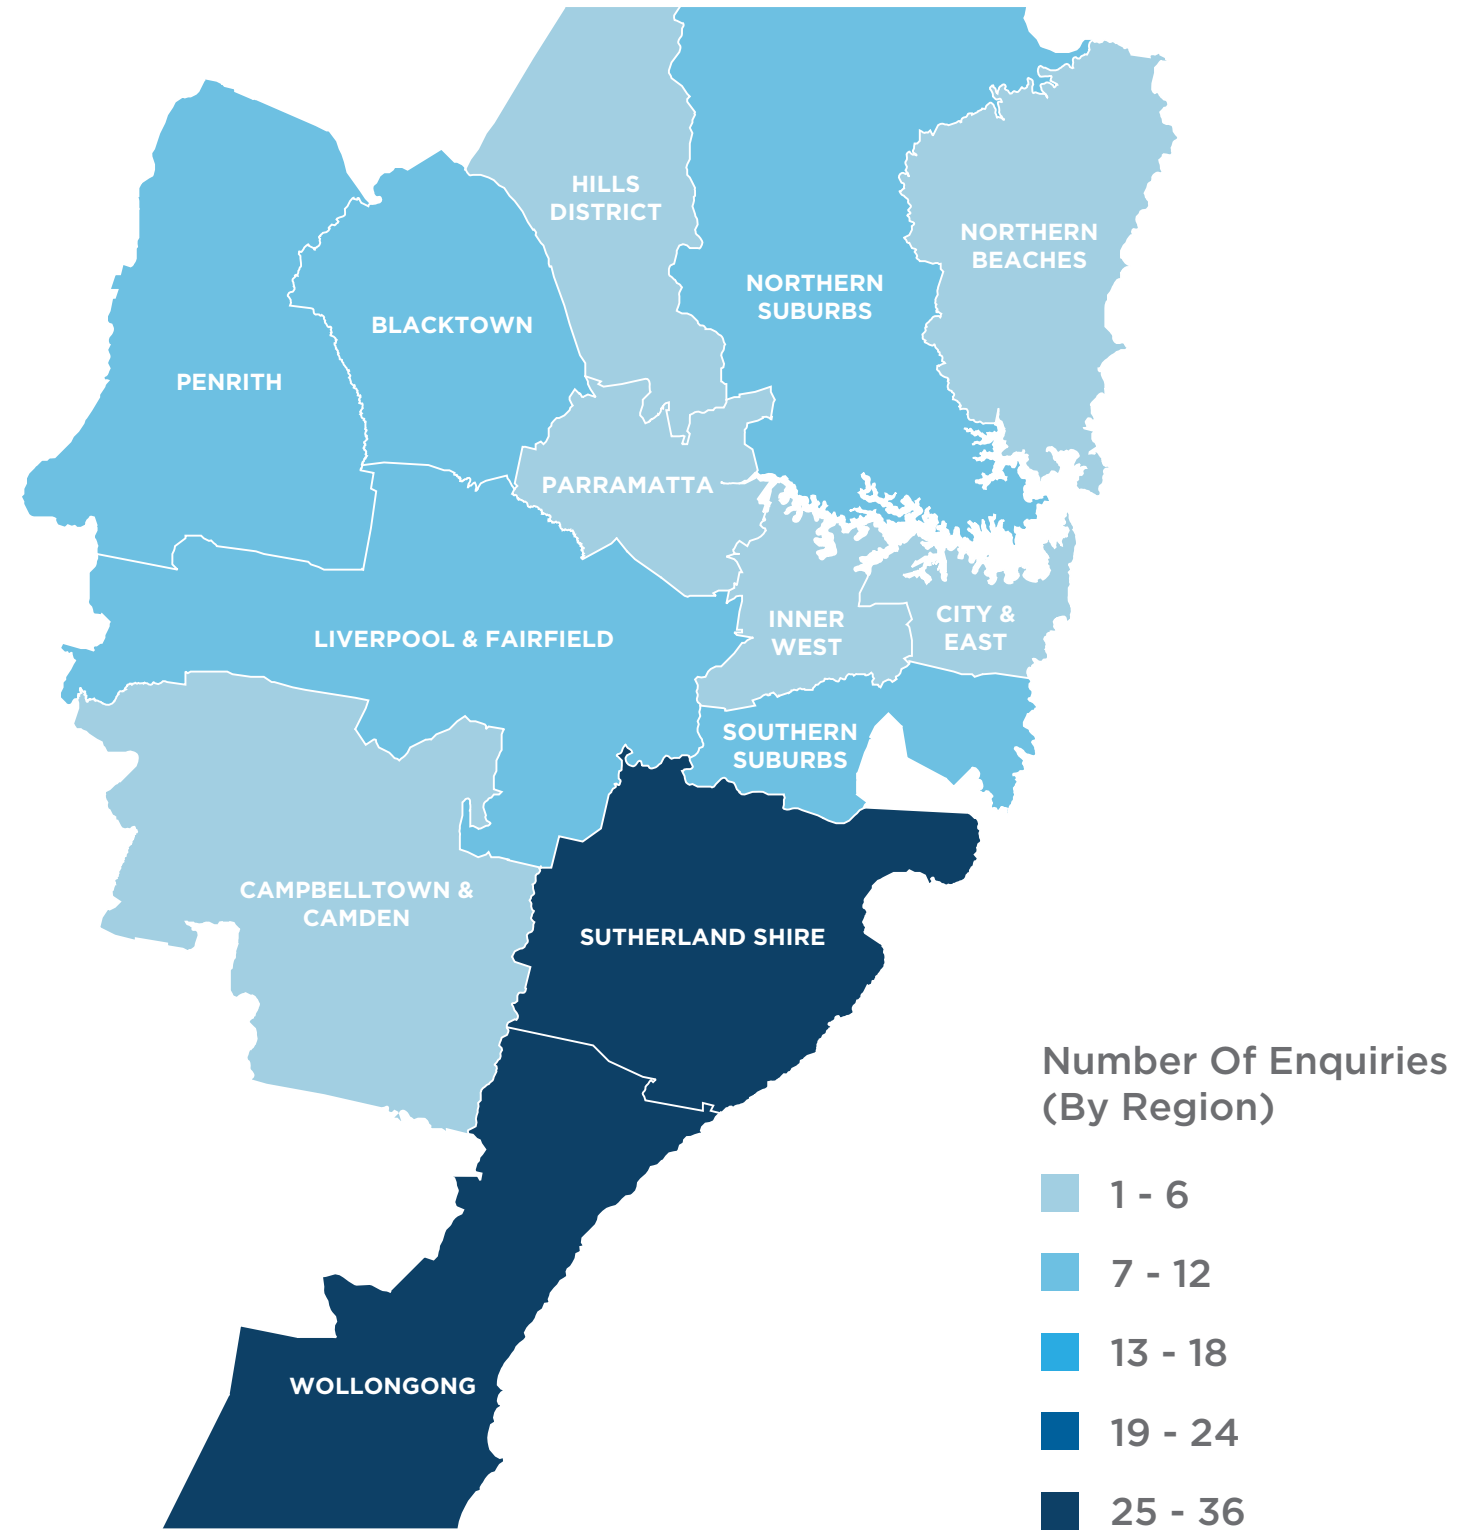 HILLS
DISTRICT
NORTHERN
BEACHES
NORTHERN
SUBURBS
BLACKTOWN
PENRITH
PARRAMATTA
INNER
WEST
CITY &
EAST
LIVERPOOL & FAIRFIELD
SOUTHERN
SUBURBS
CAMPBELLTOWN &
CAMDEN
SUTHERLAND SHIRE
WOLLONGONG
Number Of Enquiries
(By Region)
1 - 6
7 - 12
13 - 18
19 - 24
25 - 36